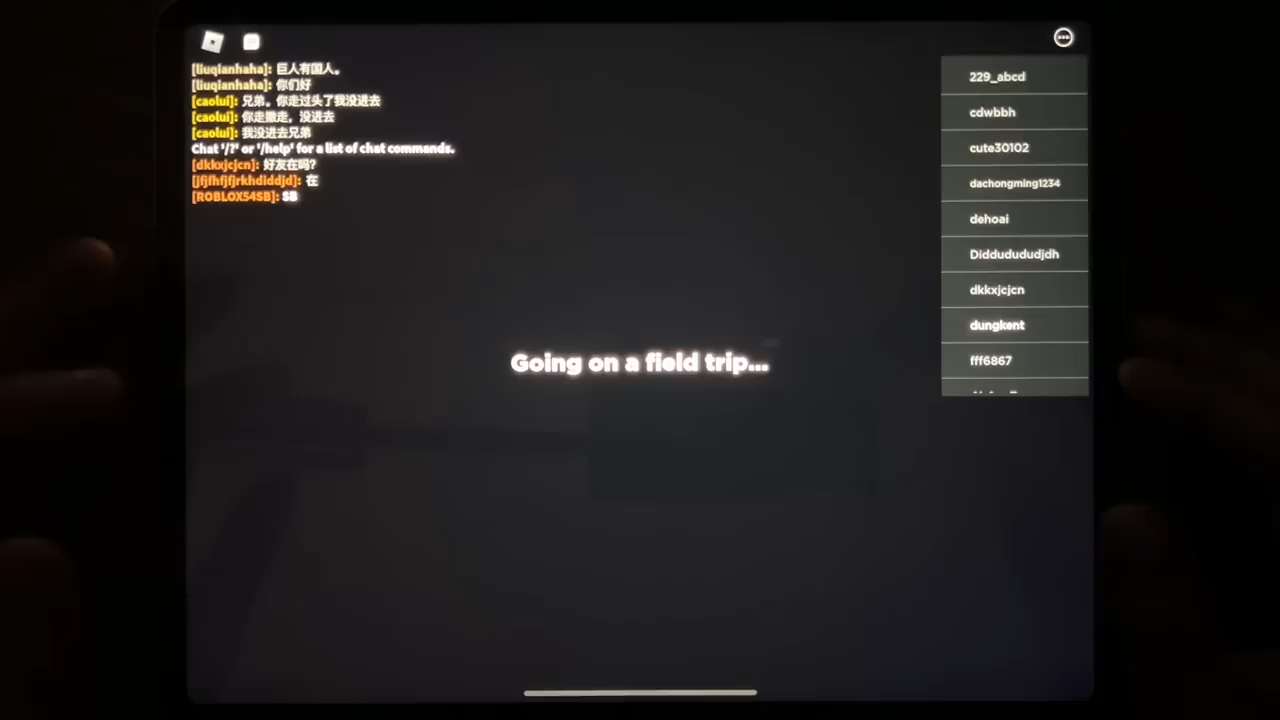 [liuqianhaha]: 巨人有国人。
[liuqianhaha]: 你们好
[caolui]: 兄弟。你走过头了我没进去
[caolui]: 你走撒走，没进去
[caolui]: 我没进去兄弟
Chat '/?' or '/help' for a list of chat commands.
[dkkxjcjcn]: 好友在吗?
[jfjfhfjfjrkhdiddjd]: 在
[ROBLOX54SB]: SB
229_abcd
cdwbbh
cute30102
dachongming1234
dehoai
Diddudududjdh
dkkxjcjcn
dungkent
fff6867
Going on a field trip...